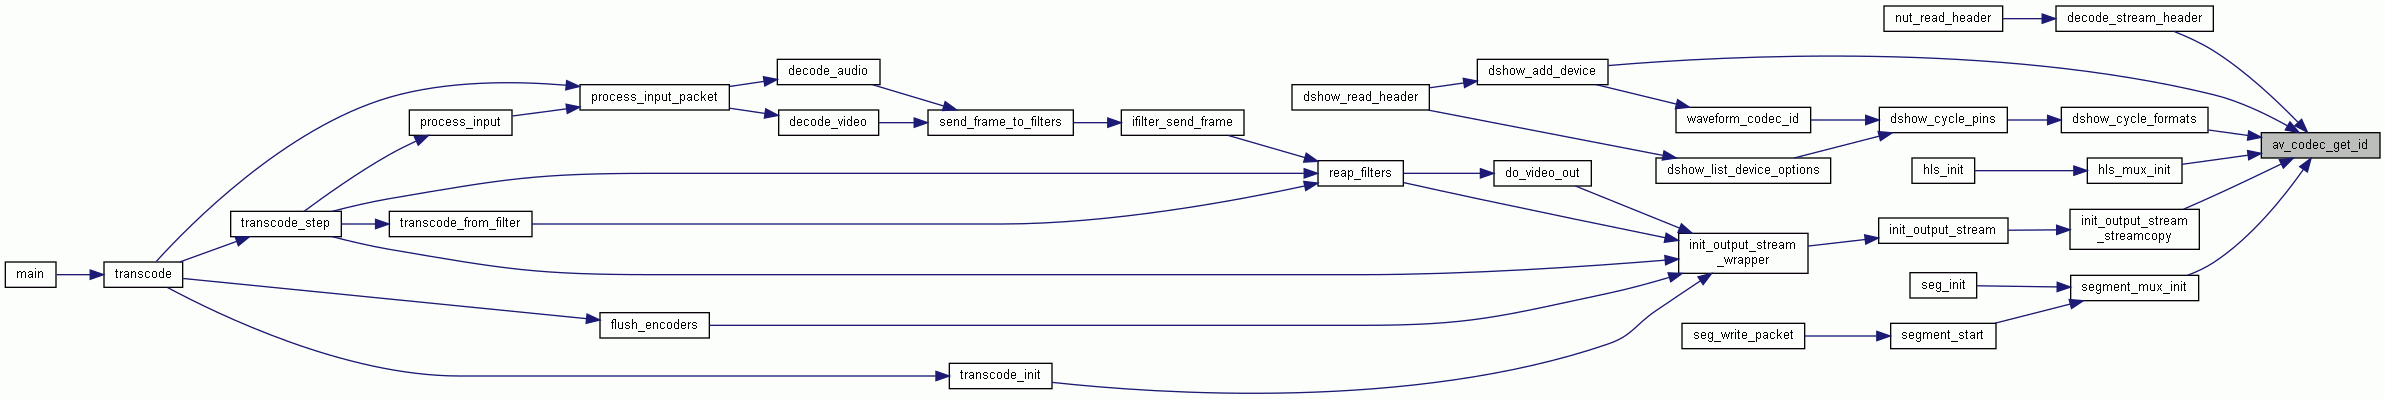 nut_read_header
decode_stream_header
decode_audio
dshow_add_device
process_input_packet
dshow_read_header
process_input
decode_video
send_frame_to_filters
ifilter_send_frame
waveform_codec_id
dshow_cycle_pins
dshow_cycle_formats
av_codec_get_id
reap_filters
do_video_out
dshow_list_device_options
hls_init
hls_mux_init
transcode_step
transcode_from_filter
init_output_stream
_streamcopy
init_output_stream
init_output_stream
_wrapper
main
transcode
seg_init
segment_mux_init
flush_encoders
seg_write_packet
segment_start
transcode_init